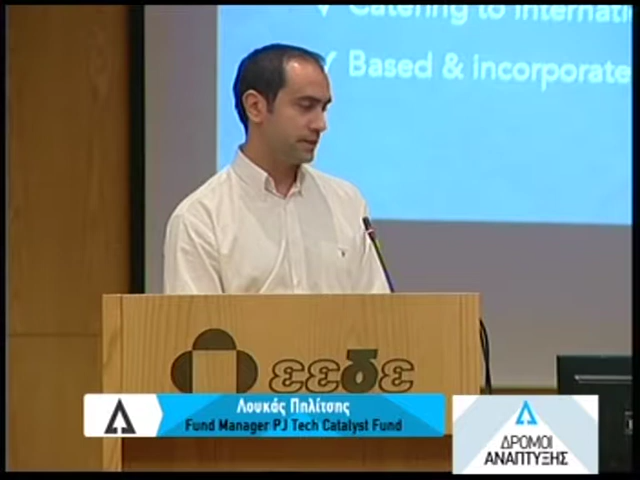 ✓ Catering to internati
✓ Based & incorporate
εεδε
Λουκάς Πηλίτσης
Fund Manager PJ Tech Catalyst Fund
ΔΡΟΜΟΙ
ΑΝΑΠΤΥΞΗΣ